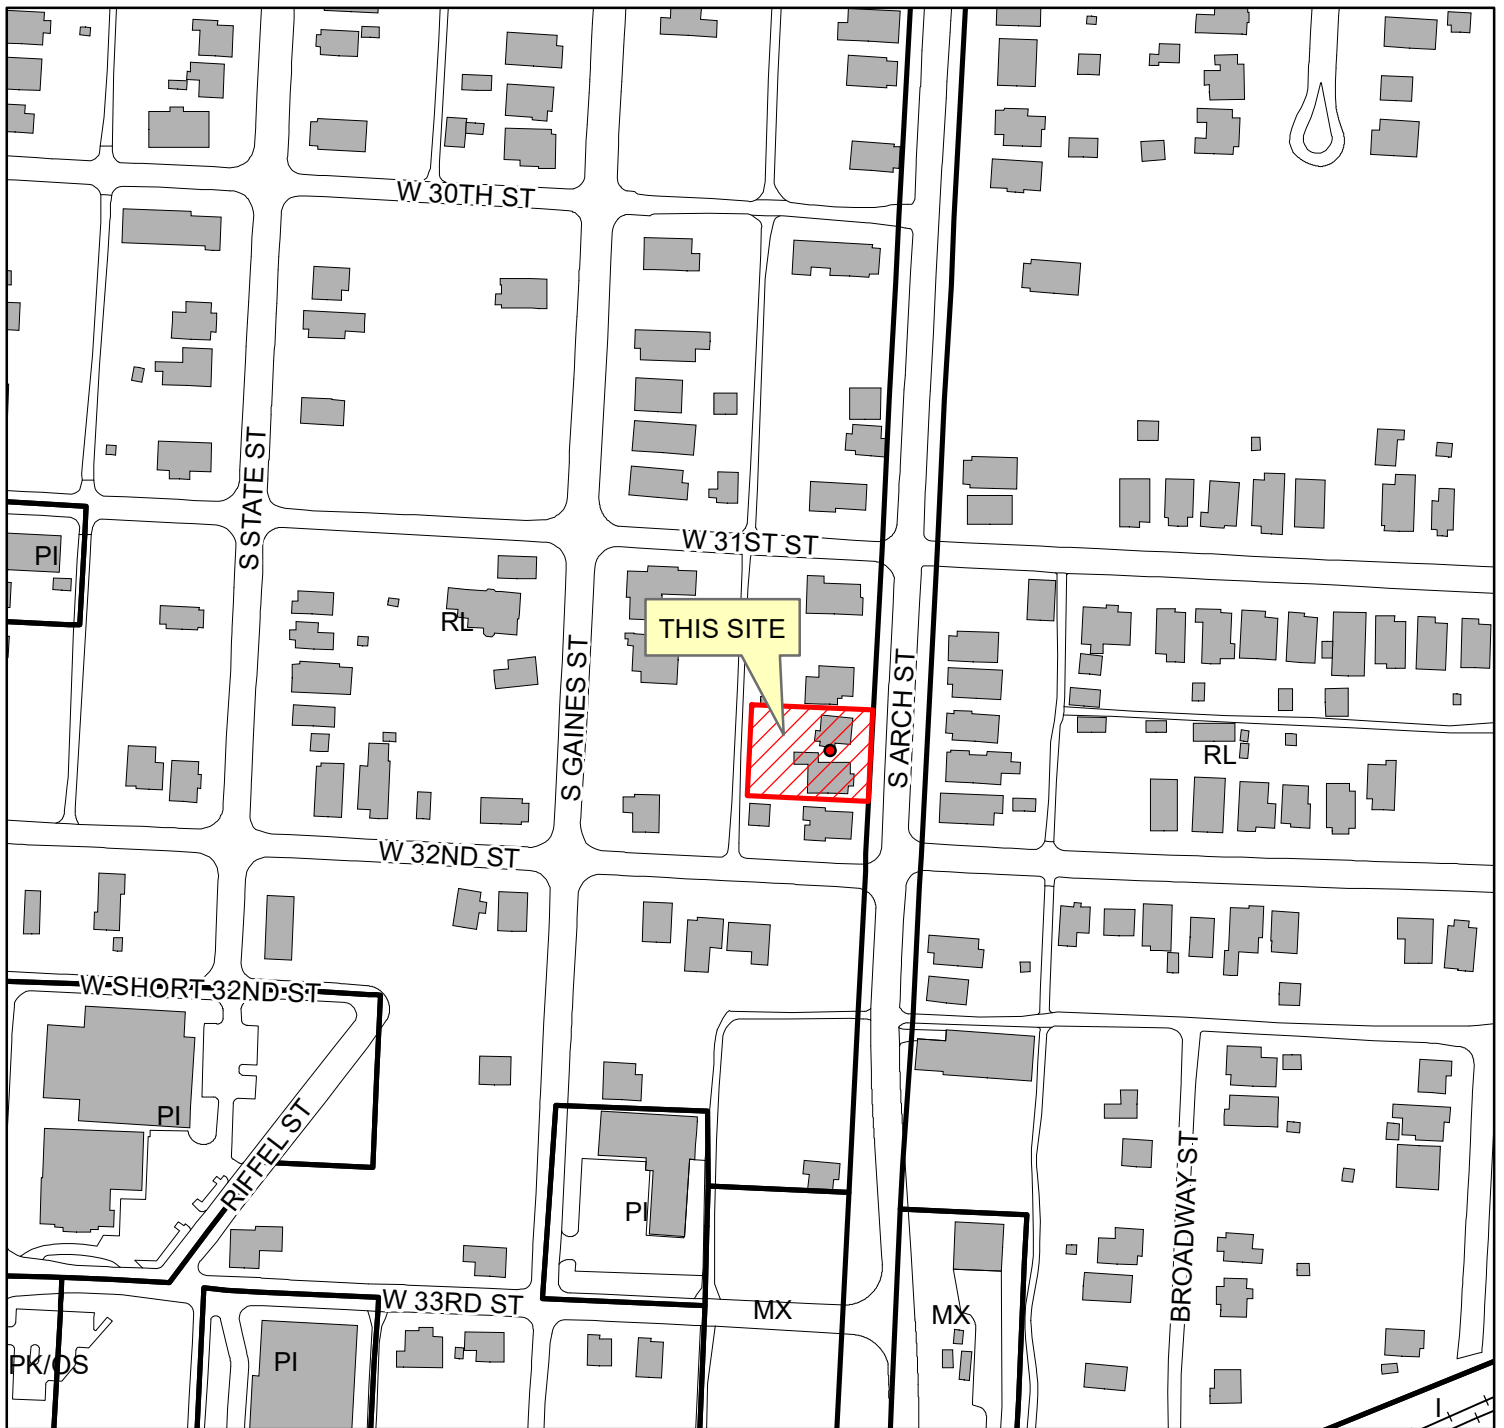 W 30TH ST
S STATE ST
W 31ST ST
PI
RL
THIS SITE
S GAINES ST
S ARCH ST
RL
W 32ND ST
W SHORT 32ND ST
PI
RIFFEL ST
PI
BROADWAY ST
W 33RD ST
MX
MX
PK/OS
PI
I